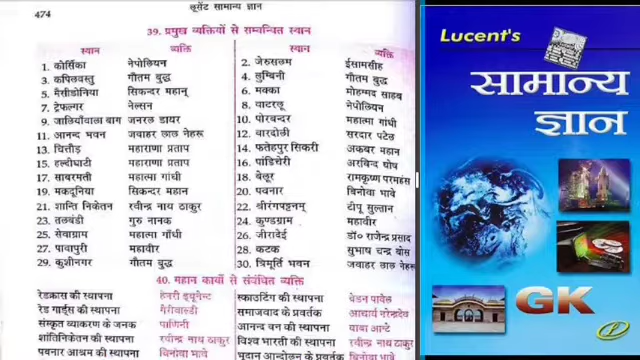 474
लूसेंट सामान्य ज्ञान
39. प्रमुख व्यक्तियों से सम्बन्धित स्थान
स्थान व्यक्ति स्थान व्यक्ति
1. कोर्सिका नेपोलियन 2. जेरुसलम ईसामसीह
3. कपिलवस्तु गौतम बुद्ध 4. लुम्बिनी गौतम बुद्ध
5. मैसीडोनिया सिकन्दर महान् 6. मक्का मोहम्मद साहब
7. ट्रेफल्गर नेल्सन 8. वाटरलू नेपोलियन
9. जालियाँवाला बाग जनरल डायर 10. पोरबन्दर महात्मा गाँधी
11. आनन्द भवन जवाहर लाल नेहरू 12. बारदोली सरदार पटेल
13. चित्तौड़ महाराणा प्रताप 14. फतेहपुर सिकरी अकबर महान
15. हल्दीघाटी महाराणा प्रताप 16. पांडिचेरी अरबिन्द घोष
17. साबरमती महात्मा गाँधी 18. बेलूर रामकृष्ण परमहंस
19. मकदूनिया सिकन्दर महान 20. पवनार बिनोवा भावे
21. शान्ति निकेतन रवीन्द्र नाथ ठाकुर 22. श्रीरंगपट्टनम् टीपू सुल्तान
23. तलवंडी गुरु नानक 24. कुण्डग्राम महावीर
25. सेवाग्राम महात्मा गाँधी 26. जीरादेई डॉ० राजेन्द्र प्रसाद
27. पावापुरी महावीर 28. कटक सुभाष चन्द्र बोस
29. कुशीनगर गौतम बुद्ध 30. त्रिमूर्ति भवन जवाहर लाल नेहरू
40. महान कार्यो से संबंधित व्यक्ति
रेडक्रास की स्थापना हेनरी ड्यूनेन्ट स्काउटिंग की स्थापना बेडन पावेल
रेड गार्ड्स की स्थापना गैरीबाल्डी समाजवाद के प्रवर्तक आचार्य नरेन्द्रदेव
संस्कृत व्याकरण के जनक पाणिनी आनन्द वन की स्थापना बाबा आम्टे
शांतिनिकेतन की स्थापना रवीन्द्र नाथ ठाकुर विश्व भारती की स्थापना रवीन्द्र नाथ ठाकुर
पवनार आश्रम की स्थापना बिनोवा भावे भूदान आन्दोलन के प्रवर्तक बिनोवा भावे
Lucent's
सामान्य
ज्ञान
GK